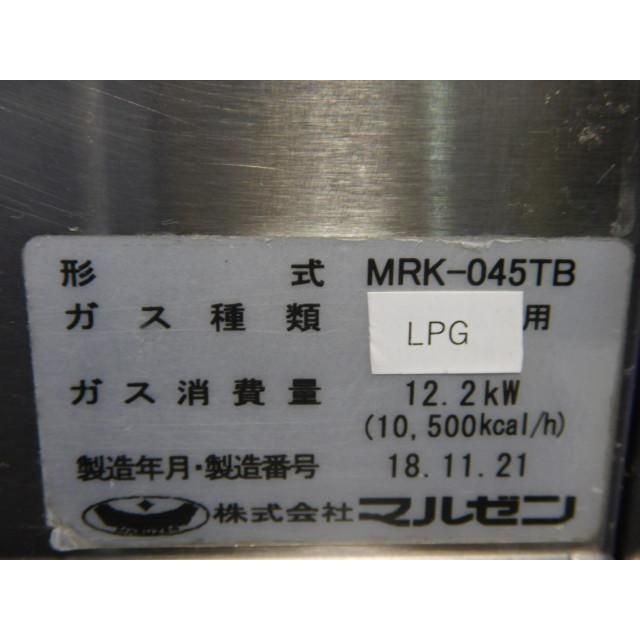 形式 MRK-045TB
ガス種類 LPG 用
ガス消費量 12.2kW
(10,500kcal/h)
製造年月・製造番号 18.11.21
株式会社 マルゼン